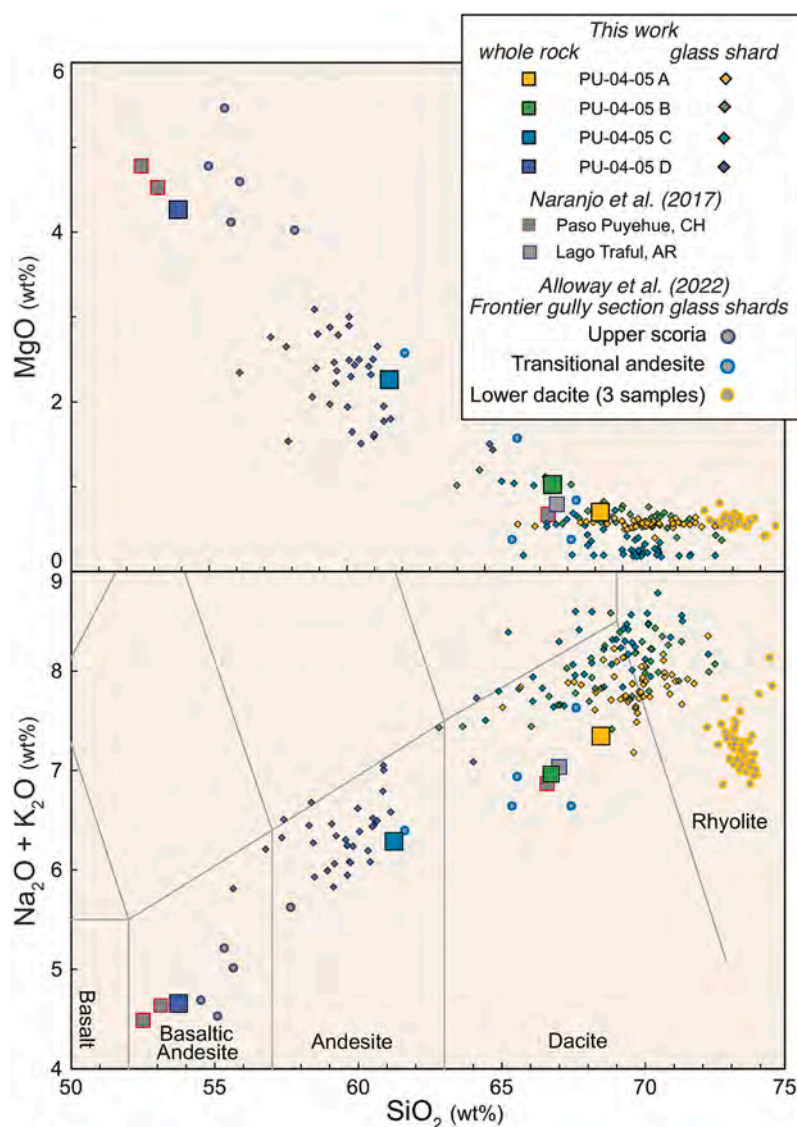 This work
whole rock glass shard
PU-04-05 A
PU-04-05 B
PU-04-05 C
PU-04-05 D
Naranjo et al. (2017)
Paso Puyehue, CH
Lago Traful, AR
Alloway et al. (2022)
Frontier gully section glass shards
Upper scoria
Transitional andesite
Lower dacite (3 samples)
6
4
2
0
MgO (wt%)
9
8
7
6
5
4
Na₂O + K₂O (wt%)
Basalt
Basaltic
Andesite
Andesite
Dacite
Rhyolite
50 55 60 65 70 75
SiO₂ (wt%)